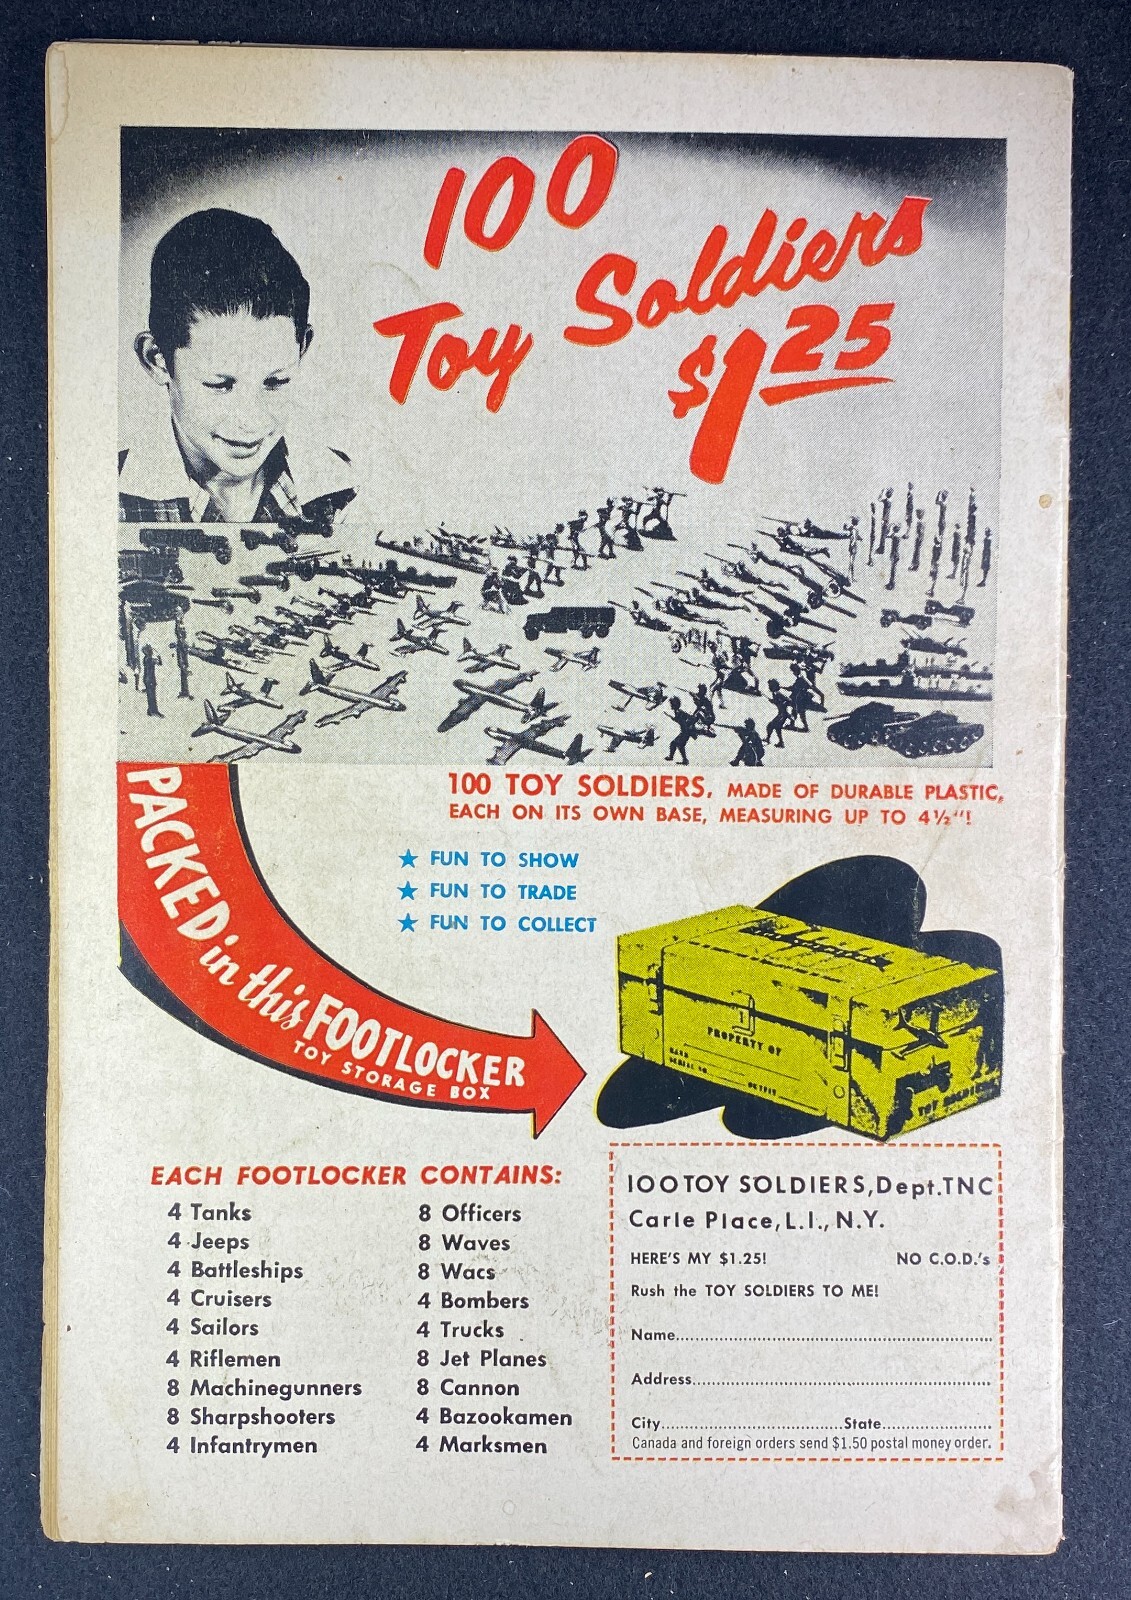 100
Toy Soldiers
$1 25
PACKED in this FOOTLOCKER
TOY STORAGE BOX
100 TOY SOLDIERS, MADE OF DURABLE PLASTIC,
EACH ON ITS OWN BASE, MEASURING UP TO 4½"!
★ FUN TO SHOW
★ FUN TO TRADE
★ FUN TO COLLECT
PROPERTY OF
TOY SOLDIERS
EACH FOOTLOCKER CONTAINS:
4 Tanks
4 Jeeps
4 Battleships
4 Cruisers
4 Sailors
4 Riflemen
8 Machinegunners
8 Sharpshooters
4 Infantrymen
8 Officers
8 Waves
8 Wacs
4 Bombers
4 Trucks
8 Jet Planes
8 Cannon
4 Bazookamen
4 Marksmen
100 TOY SOLDIERS, Dept. TNC
Carle Place, L.I., N.Y.
HERE'S MY $1.25! NO C.O.D.'s
Rush the TOY SOLDIERS TO ME!
Name
Address
City State
Canada and foreign orders send $1.50 postal money order.